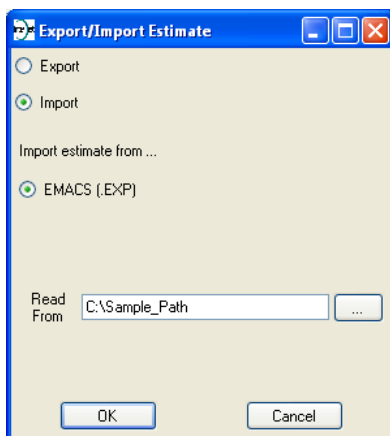 Export/Import Estimate
Export
Import
Import estimate from ...
EMACS (.EXP)
Read
From
C:\Sample_Path
...
OK
Cancel